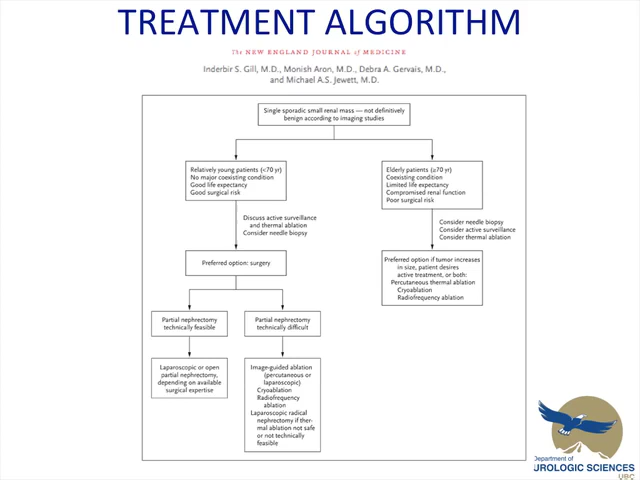 TREATMENT ALGORITHM
The NEW ENGLAND JOURNAL of MEDICINE
Inderbir S. Gill, M.D., Monish Aron, M.D., Debra A. Gervais, M.D.,
and Michael A.S. Jewett, M.D.
Single sporadic small renal mass — not definitively
benign according to imaging studies
Relatively young patients (<70 yr)
No major coexisting condition
Good life expectancy
Good surgical risk
Elderly patients (≥70 yr)
Coexisting condition
Limited life expectancy
Compromised renal function
Poor surgical risk
Discuss active surveillance
and thermal ablation
Consider needle biopsy
Consider needle biopsy
Consider active surveillance
Consider thermal ablation
Preferred option: surgery
Preferred option if tumor increases
in size, patient desires
active treatment, or both:
Percutaneous thermal ablation
Cryoablation
Radiofrequency ablation
Partial nephrectomy
technically feasible
Partial nephrectomy
technically difficult
Laparoscopic or open
partial nephrectomy,
depending on available
surgical expertise
Image-guided ablation
(percutaneous or
laparoscopic)
Cryoablation
Radiofrequency
ablation
Laparoscopic radical
nephrectomy if ther-
mal ablation not safe
or not technically
feasible
Department of
UROLOGIC SCIENCES
UBC